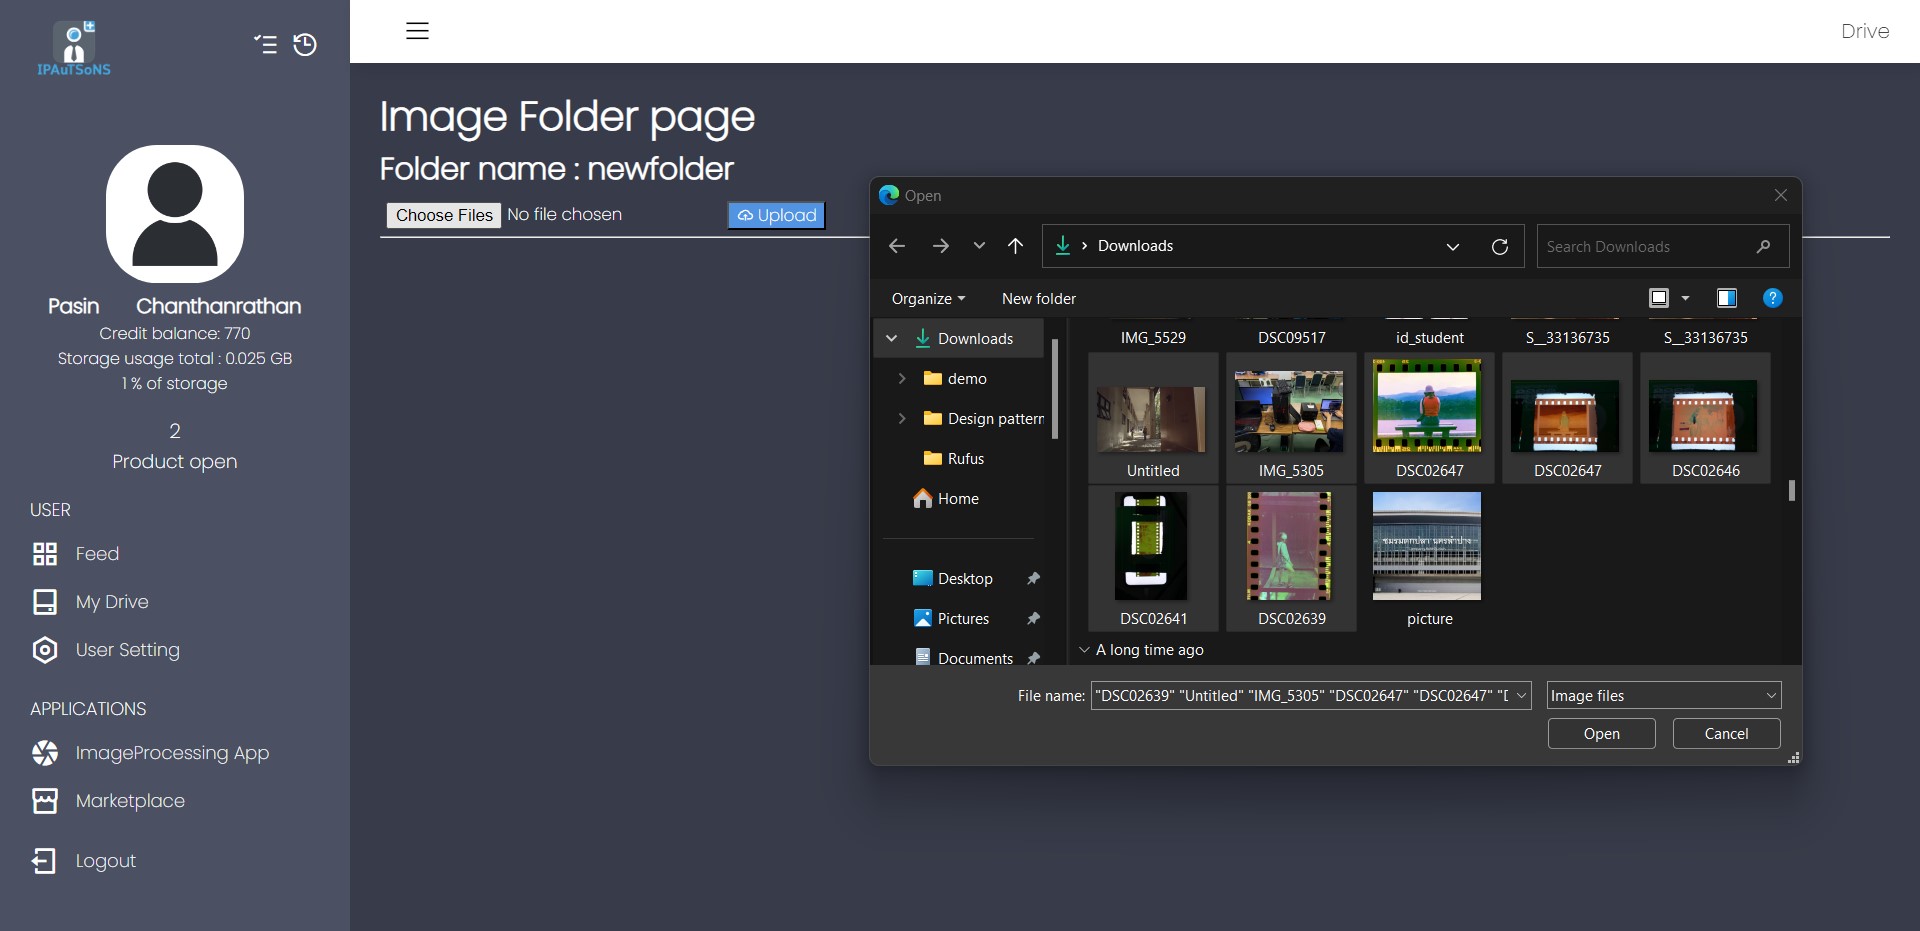 IPAuTSoNS
Pasin Chanthanrathan
Credit balance: 770
Storage usage total : 0.025 GB
1 % of storage
2
Product open
USER
Feed
My Drive
User Setting
APPLICATIONS
ImageProcessing App
Marketplace
Logout
Drive
Image Folder page
Folder name : newfolder
Choose Files No file chosen Upload
Open
Downloads
Search Downloads
Organize New folder
Downloads
demo
Design pattern
Rufus
Home
Desktop
Pictures
Documents
IMG_5529 DSC09517 id_student S__33136735 S__33136735
Untitled IMG_5305 DSC02647 DSC02647 DSC02646
DSC02641 DSC02639 picture
A long time ago
File name: "DSC02639" "Untitled" "IMG_5305" "DSC02647" "DSC02647" "D
Image files
Open Cancel